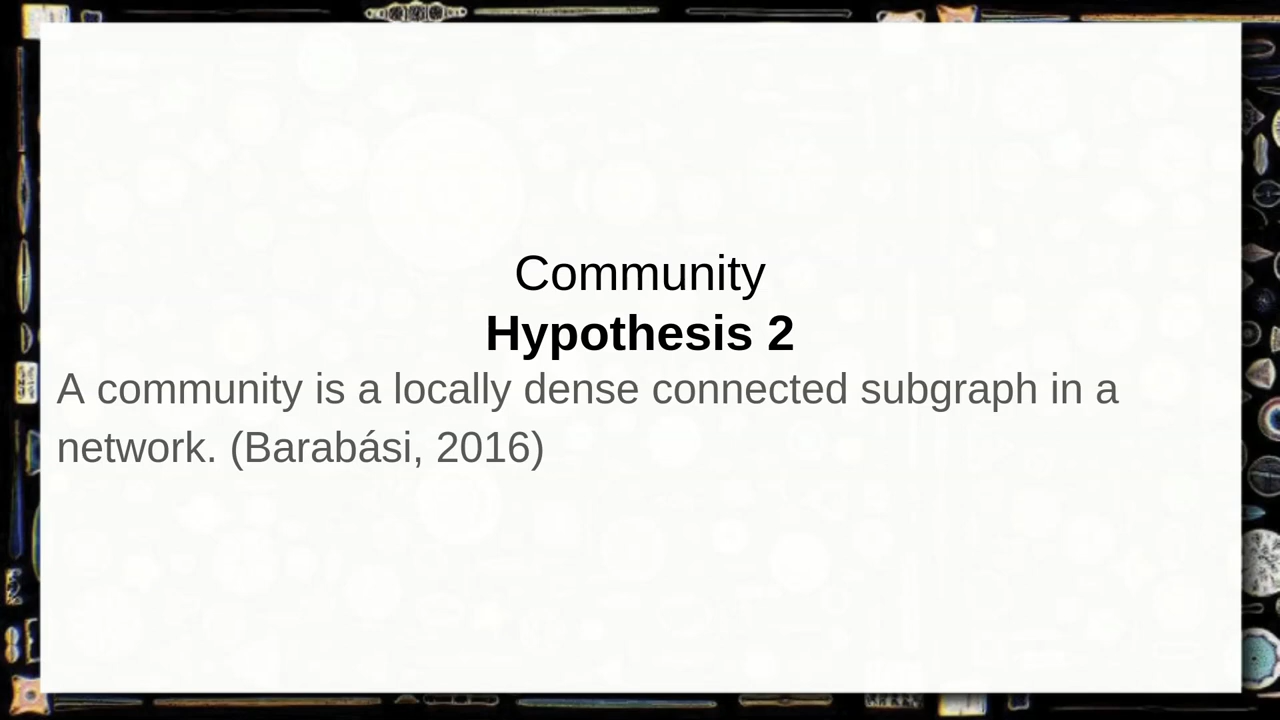 Community
Hypothesis 2
A community is a locally dense connected subgraph in a
network. (Barabási, 2016)